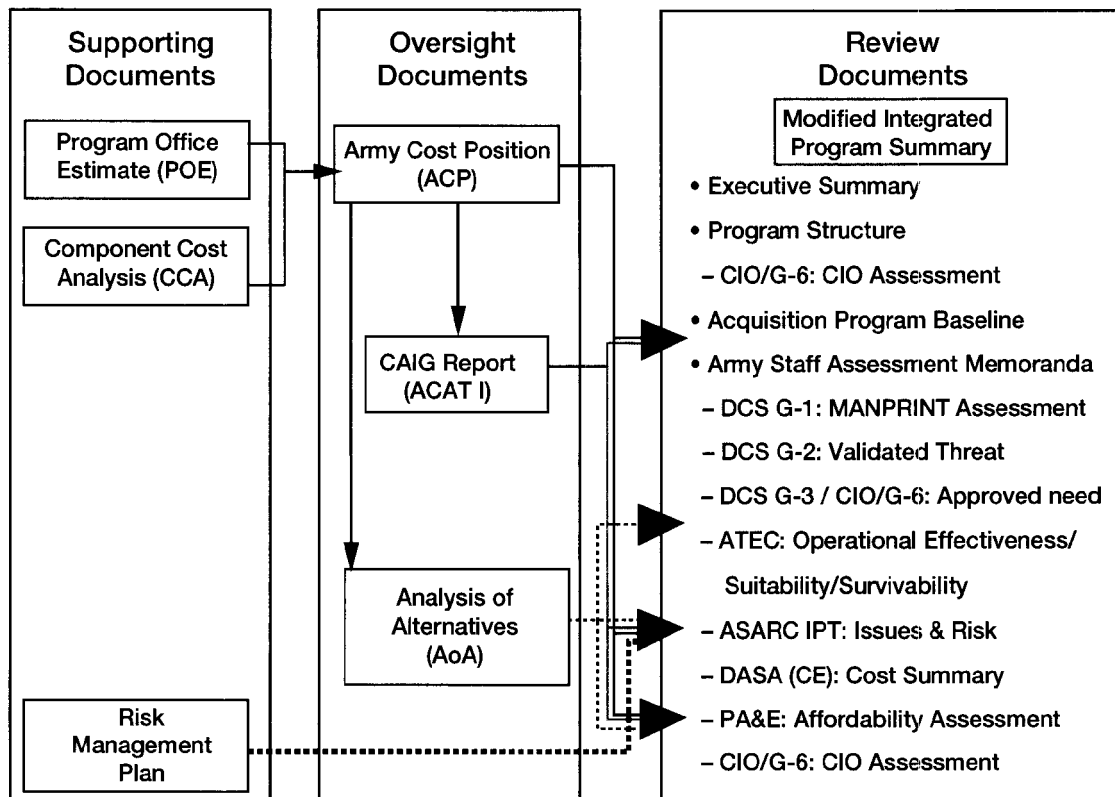 Supporting
Documents
Program Office
Estimate (POE)
Component Cost
Analysis (CCA)
Risk
Management
Plan
Oversight
Documents
Army Cost Position
(ACP)
CAIG Report
(ACAT I)
Analysis of
Alternatives
(AoA)
Review
Documents
Modified Integrated
Program Summary
• Executive Summary
• Program Structure
– CIO/G-6: CIO Assessment
• Acquisition Program Baseline
• Army Staff Assessment Memoranda
– DCS G-1: MANPRINT Assessment
– DCS G-2: Validated Threat
– DCS G-3 / CIO/G-6: Approved need
– ATEC: Operational Effectiveness/
Suitability/Survivability
– ASARC IPT: Issues & Risk
– DASA (CE): Cost Summary
– PA&E: Affordability Assessment
– CIO/G-6: CIO Assessment